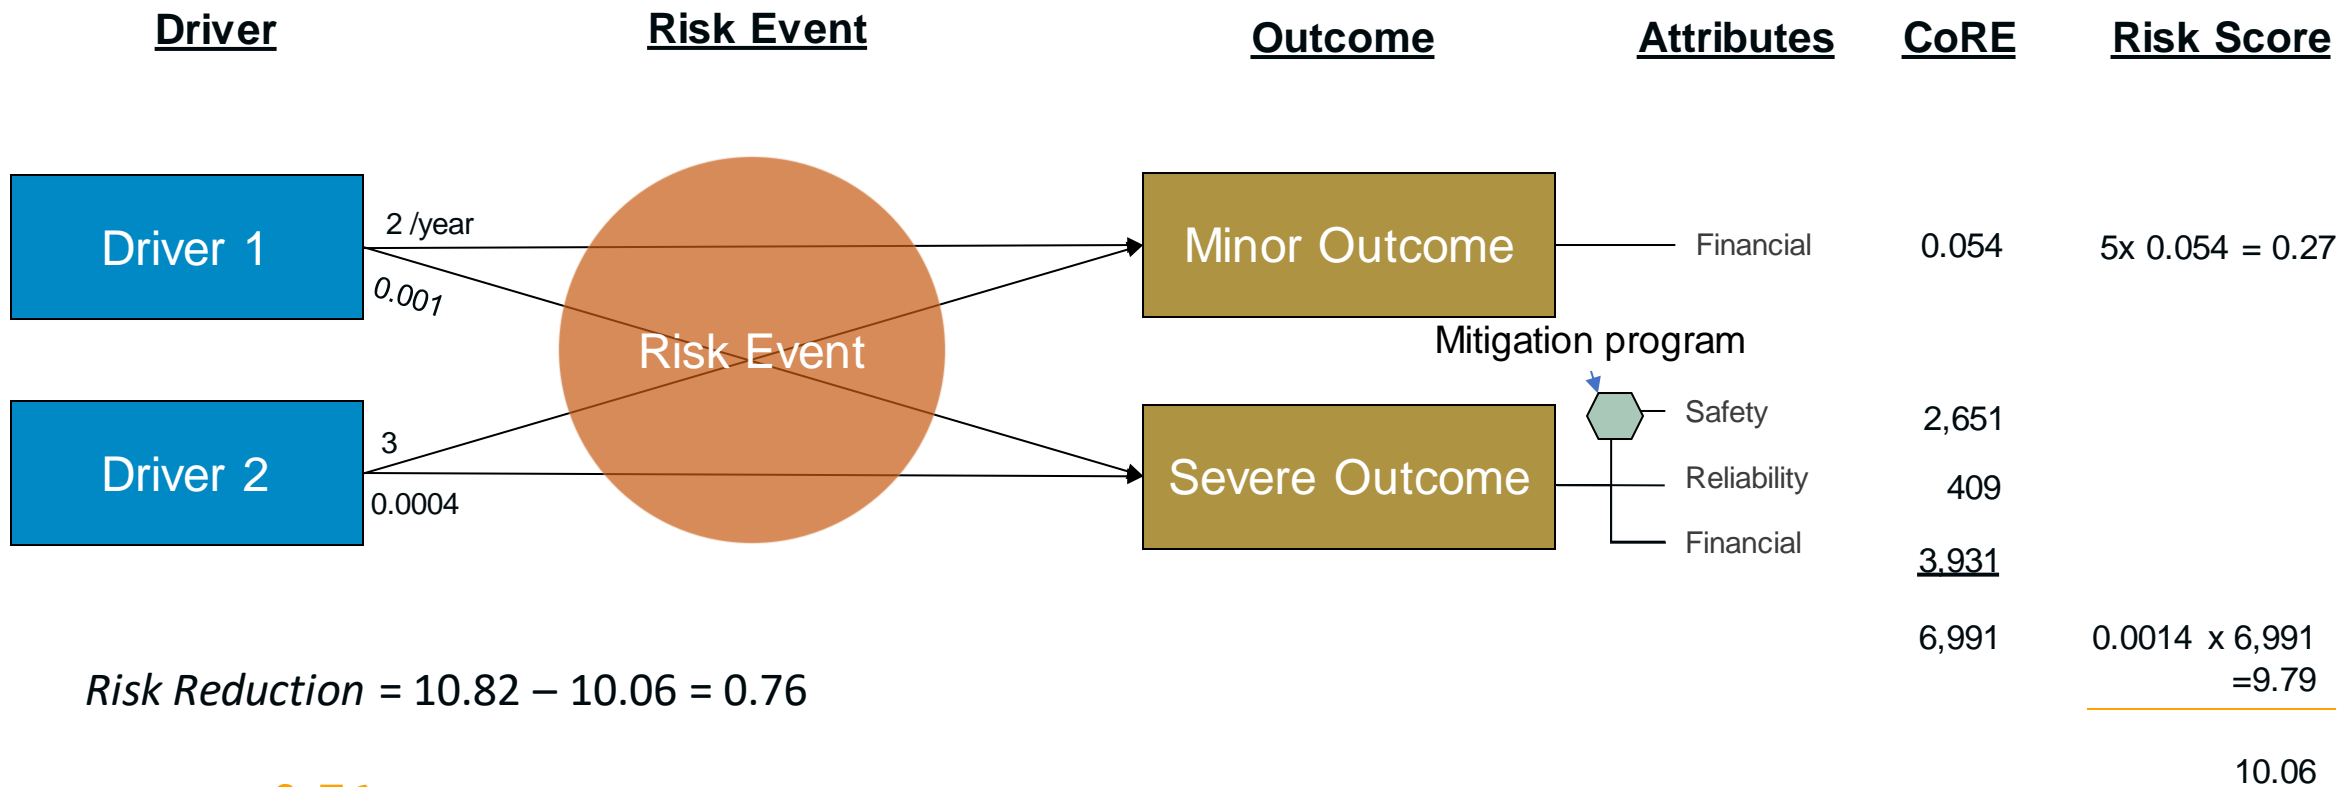 Driver
Risk Event
Outcome
Attributes
CoRE
Risk Score
Driver 1
2 /year
0.001
Risk Event
Minor Outcome
Financial
0.054
5x 0.054 = 0.27
Mitigation program
Driver 2
3
0.0004
Severe Outcome
Safety
2,651
Reliability
409
Financial
3,931
6,991
0.0014 x 6,991
=9.79
Risk Reduction = 10.82 – 10.06 = 0.76
10.06